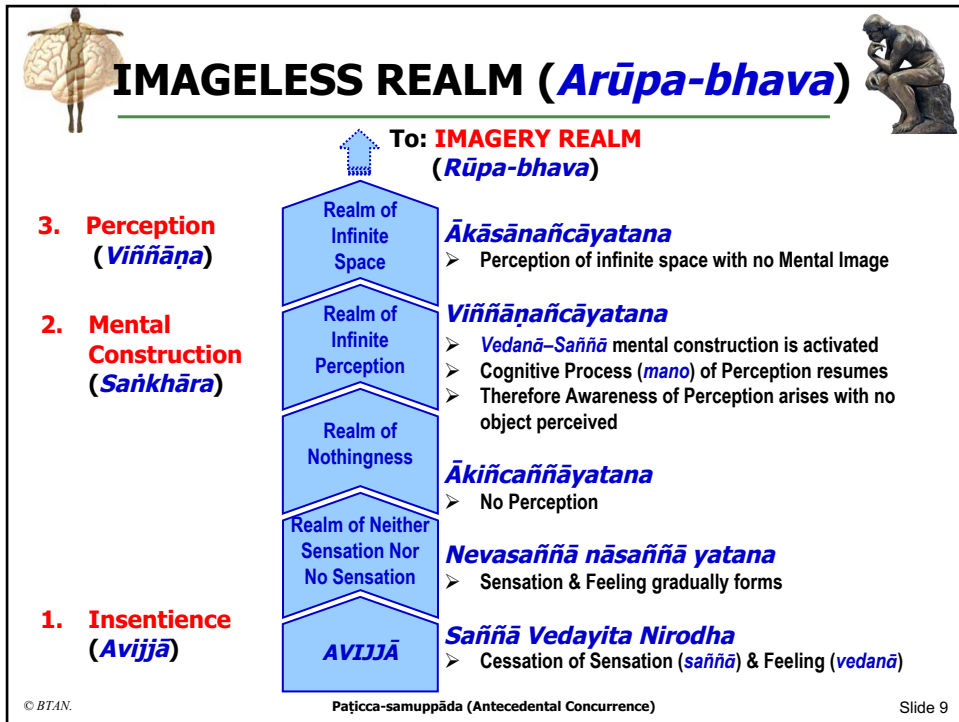 IMAGELESS REALM (Arūpa-bhava)
To: IMAGERY REALM
(Rūpa-bhava)
3. Perception
(Viññāṇa)
Realm of
Infinite
Space
Ākāsānañcāyatana
➢ Perception of infinite space with no Mental Image
2. Mental
Construction
(Saṅkhāra)
Realm of
Infinite
Perception
Viññāṇañcāyatana
➢ Vedanā–Saññā mental construction is activated
➢ Cognitive Process (mano) of Perception resumes
➢ Therefore Awareness of Perception arises with no
object perceived
Realm of
Nothingness
Ākiñcaññāyatana
➢ No Perception
Realm of Neither
Sensation Nor
No Sensation
Nevasaññā nāsaññā yatana
➢ Sensation & Feeling gradually forms
1. Insentience
(Avijjā)
AVIJJĀ
Saññā Vedayita Nirodha
➢ Cessation of Sensation (saññā) & Feeling (vedanā)
© BTAN.
Paṭicca-samuppāda (Antecedental Concurrence)
Slide 9